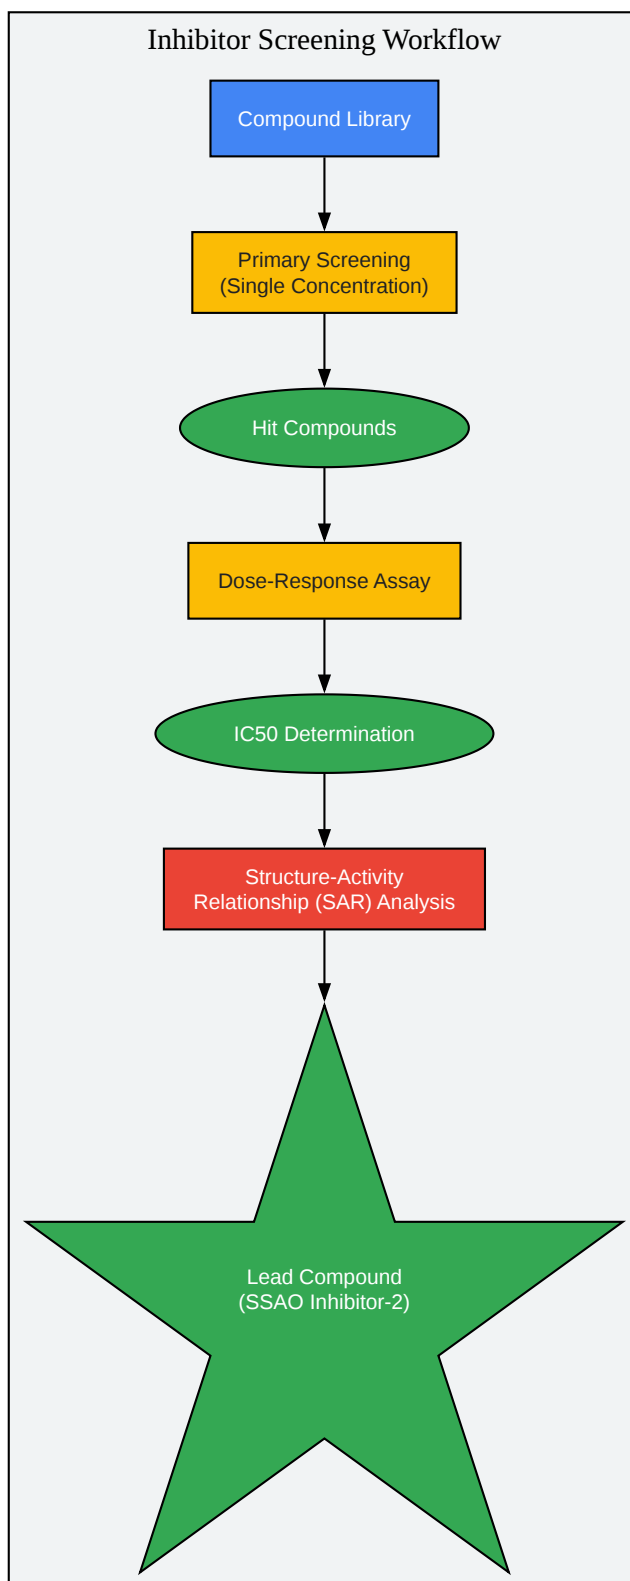 Inhibitor Screening Workflow
Compound Library
Primary Screening
(Single Concentration)
Hit Compounds
Dose-Response Assay
IC50 Determination
Structure-Activity
Relationship (SAR) Analysis
Lead Compound
(SSAO Inhibitor-2)